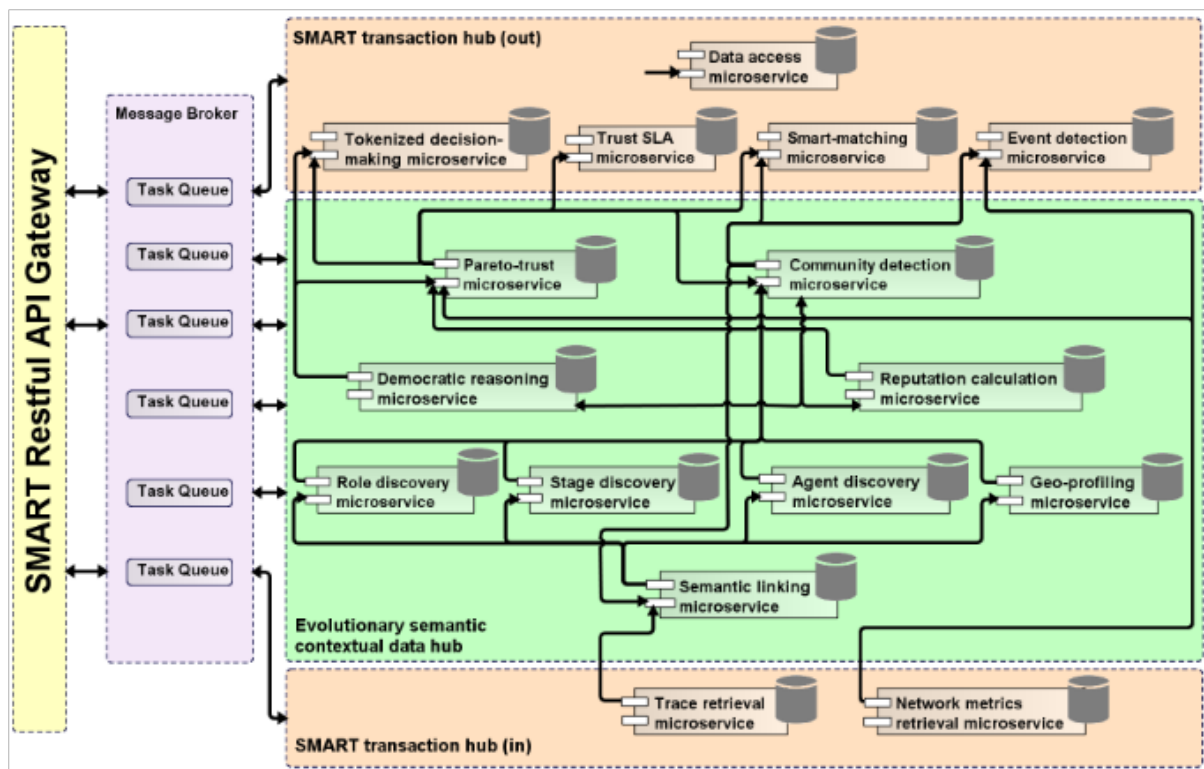 SMART Restful API Gateway
Message Broker
Task Queue
Task Queue
Task Queue
Task Queue
Task Queue
Task Queue
SMART transaction hub (out)
Data access
microservice
Tokenized decision-
making microservice
Trust SLA
microservice
Smart-matching
microservice
Event detection
microservice
Pareto-trust
microservice
Community detection
microservice
Democratic reasoning
microservice
Reputation calculation
microservice
Role discovery
microservice
Stage discovery
microservice
Agent discovery
microservice
Geo-profiling
microservice
Semantic linking
microservice
Evolutionary semantic
contextual data hub
Trace retrieval
microservice
Network metrics
retrieval microservice
SMART transaction hub (in)